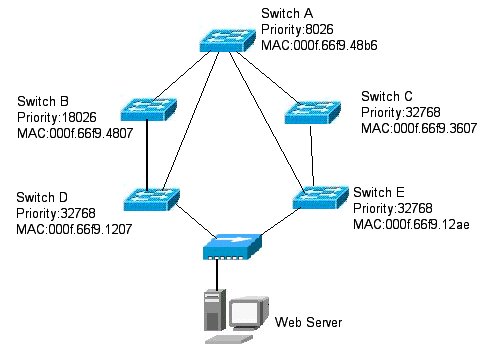 Switch A
Priority:8026
MAC:000f.66f9.48b6
Switch B
Priority:18026
MAC:000f.66f9.4807
Switch C
Priority:32768
MAC:000f.66f9.3607
Switch D
Priority:32768
MAC:000f.66f9.1207
Switch E
Priority:32768
MAC:000f.66f9.12ae
Web Server